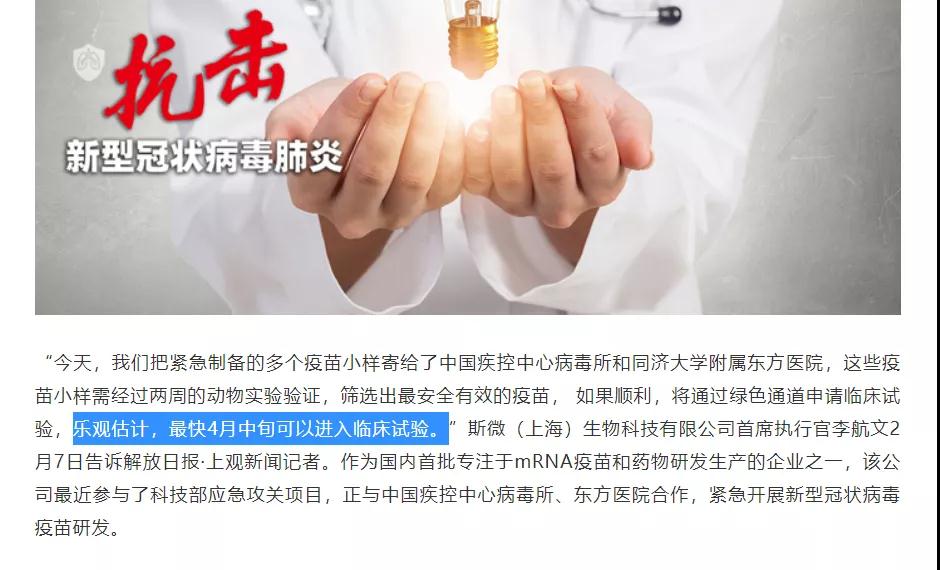 抗击
新型冠状病毒肺炎
“今天，我们把紧急制备的多个疫苗小样寄给了中国疾控中心病毒所和同济大学附属东方医院，这些疫
苗小样需经过两周的动物实验验证，筛选出最安全有效的疫苗， 如果顺利，将通过绿色通道申请临床试
验，乐观估计，最快4月中旬可以进入临床试验。”斯微（上海）生物科技有限公司首席执行官李航文2
月7日告诉解放日报·上观新闻记者。作为国内首批专注于mRNA疫苗和药物研发生产的企业之一，该公
司最近参与了科技部应急攻关项目，正与中国疾控中心病毒所、东方医院合作，紧急开展新型冠状病毒
疫苗研发。